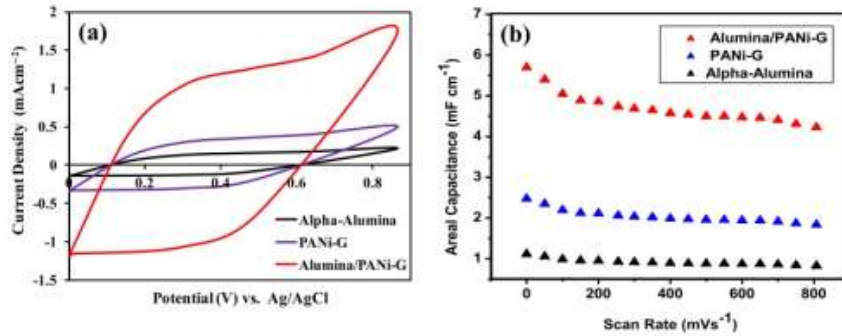 (a)
2
1.5
1
0.5
0
-0.5
-1
-1.5
0
0.2
0.4
0.6
0.8
Current Density (mAcm⁻²)
Potential (V) vs. Ag/AgCl
Alpha-Alumina
PANi-G
Alumina/PANi-G
(b)
7
6
5
4
3
2
1
0
200
400
600
800
Areal Capacitance (mF cm⁻¹)
Scan Rate (mVs⁻¹)
Alumina/PANi-G
PANi-G
Alpha-Alumina